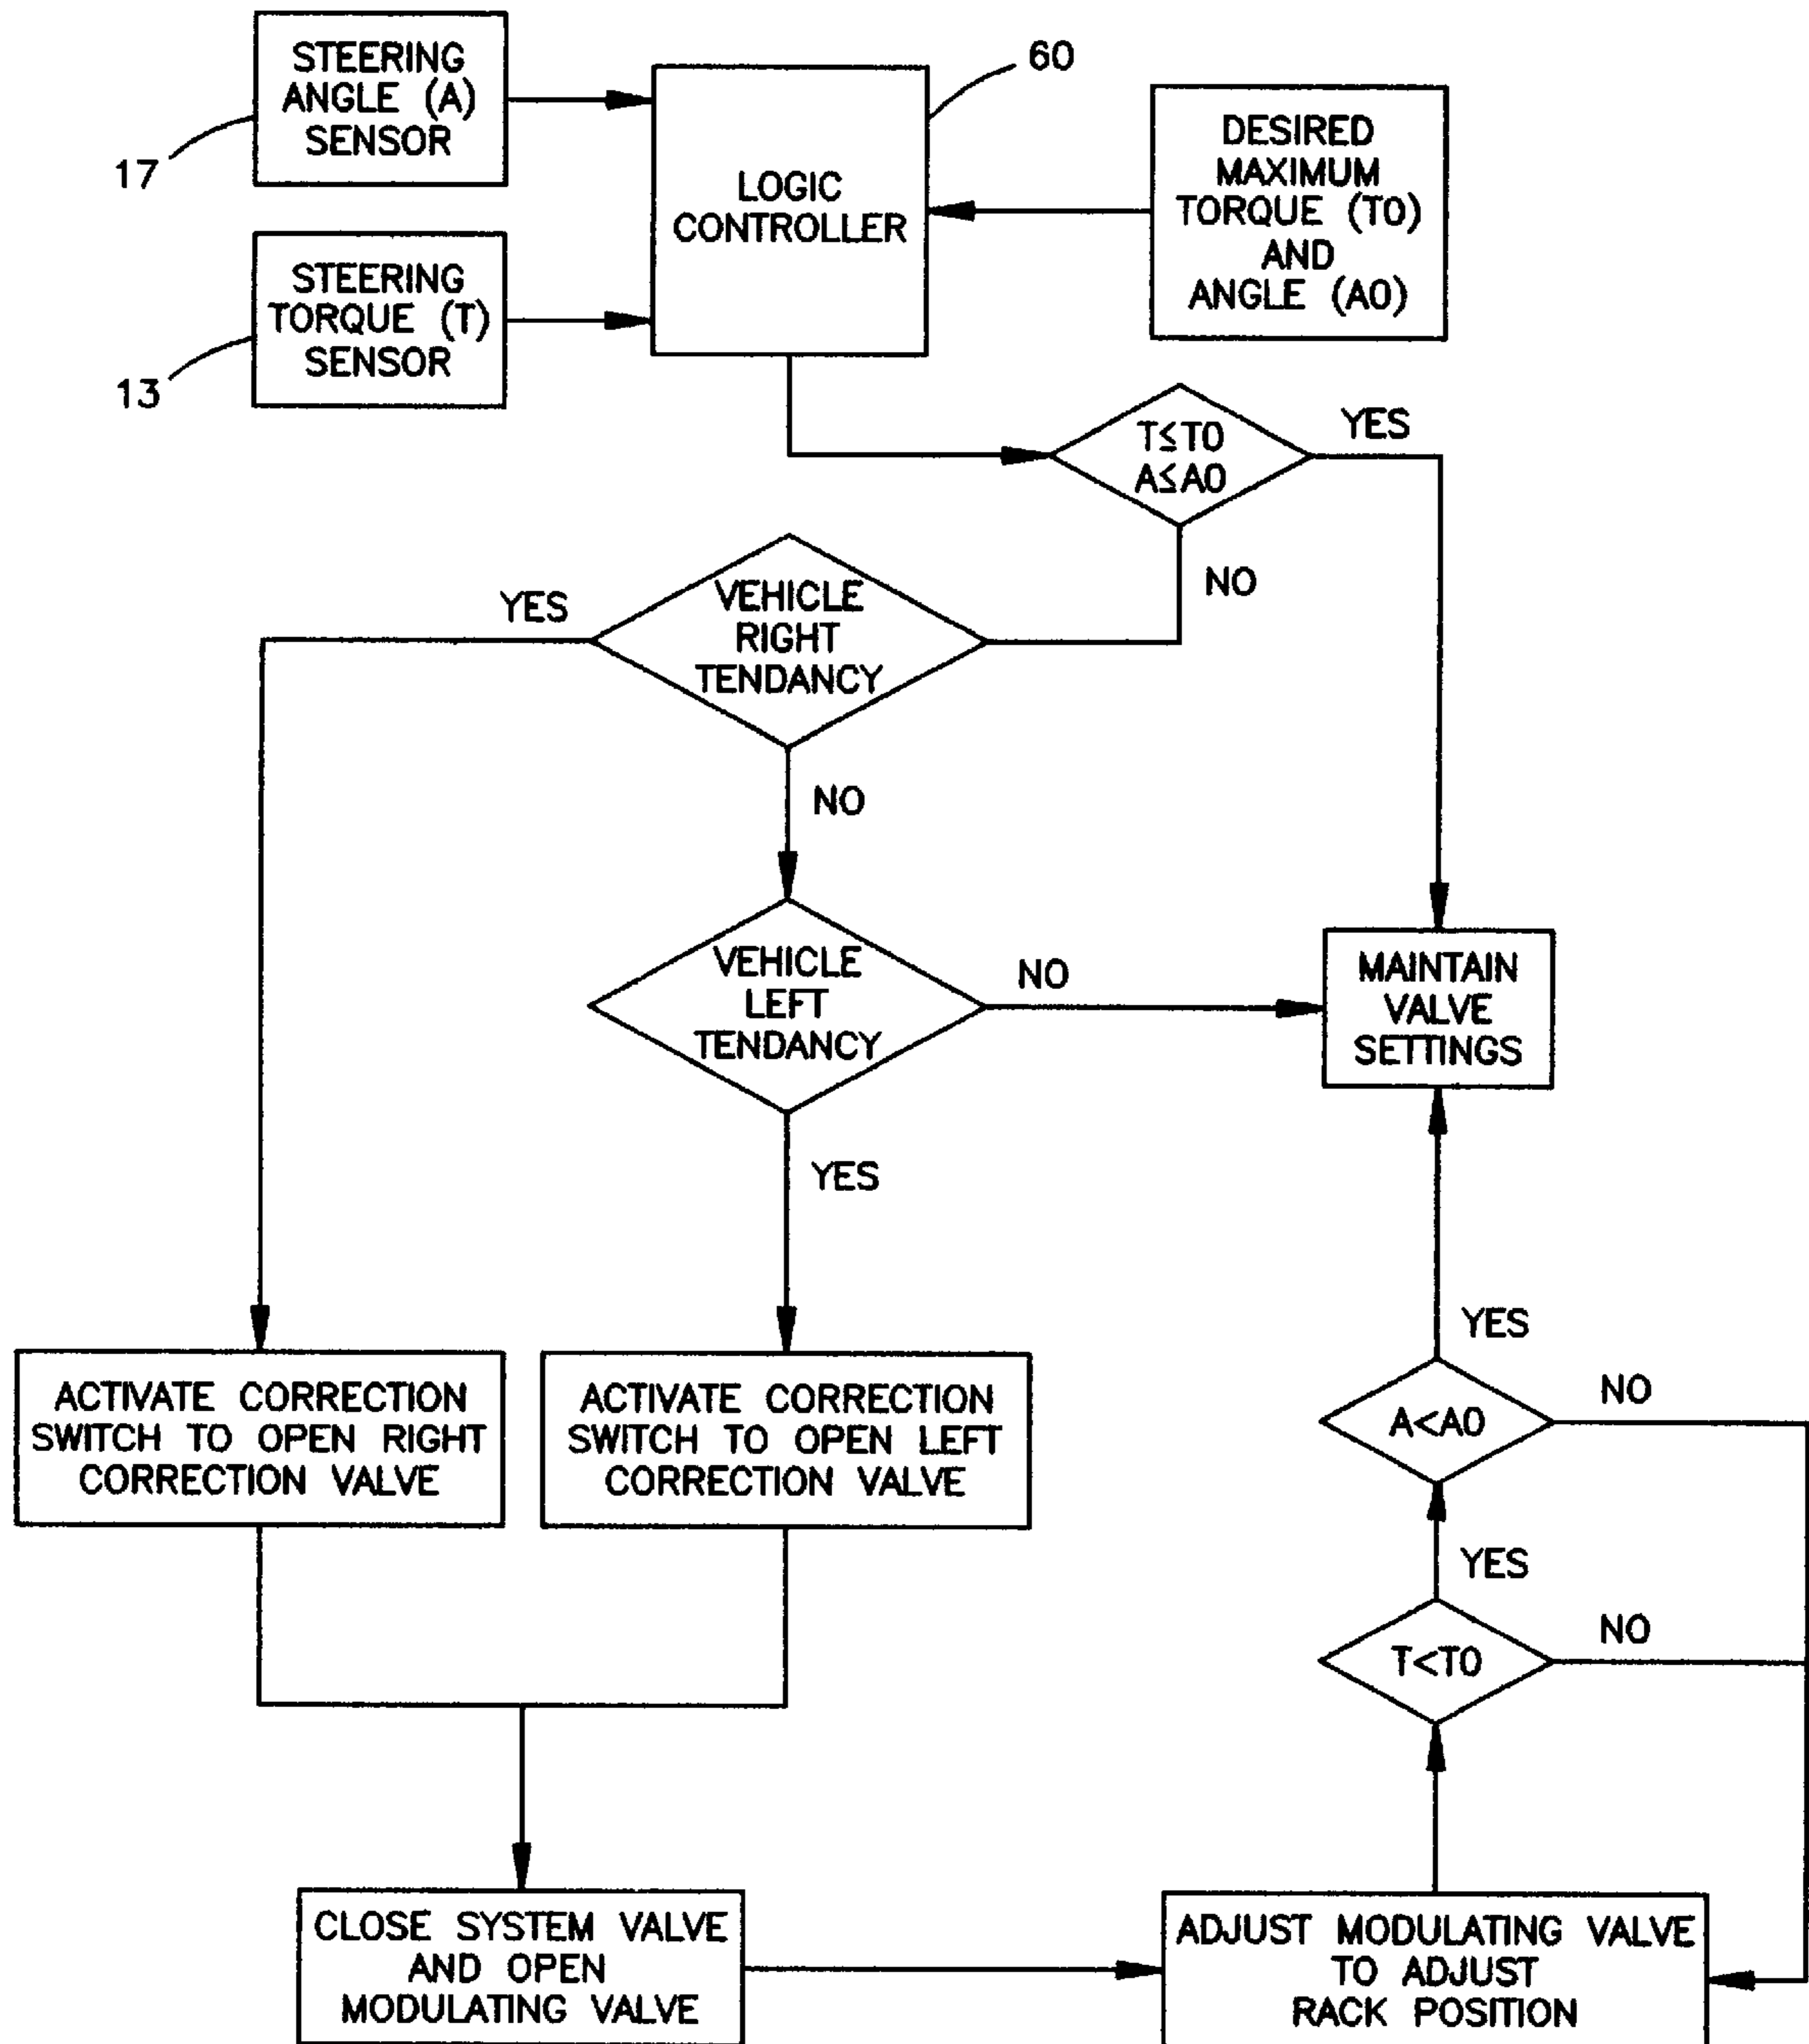 STEERING
ANGLE (A)
SENSOR
17
STEERING
TORQUE (T)
SENSOR
13
LOGIC
CONTROLLER
60
DESIRED
MAXIMUM
TORQUE (T0)
AND
ANGLE (A0)
T≤T0
A≤A0
YES
NO
VEHICLE
RIGHT
TENDANCY
YES
NO
VEHICLE
LEFT
TENDANCY
NO
YES
MAINTAIN
VALVE
SETTINGS
ACTIVATE CORRECTION
SWITCH TO OPEN RIGHT
CORRECTION VALVE
ACTIVATE CORRECTION
SWITCH TO OPEN LEFT
CORRECTION VALVE
YES
A<A0
NO
YES
T<T0
NO
CLOSE SYSTEM VALVE
AND OPEN
MODULATING VALVE
ADJUST MODULATING VALVE
TO ADJUST
RACK POSITION